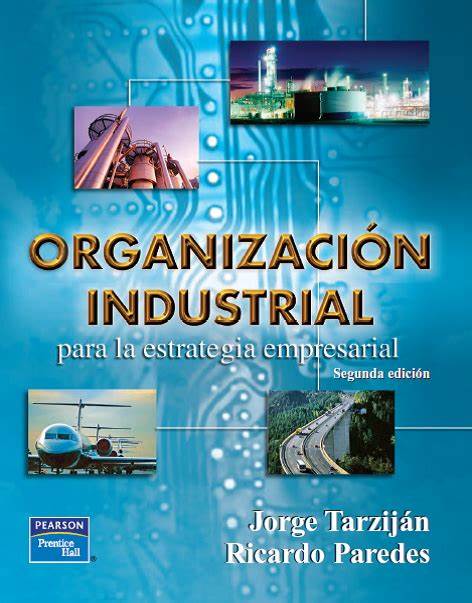 ORGANIZACIÓN
INDUSTRIAL
para la estrategia empresarial
Segunda edición
Jorge Tarziján
Ricardo Paredes
PEARSON
Prentice
Hall
®